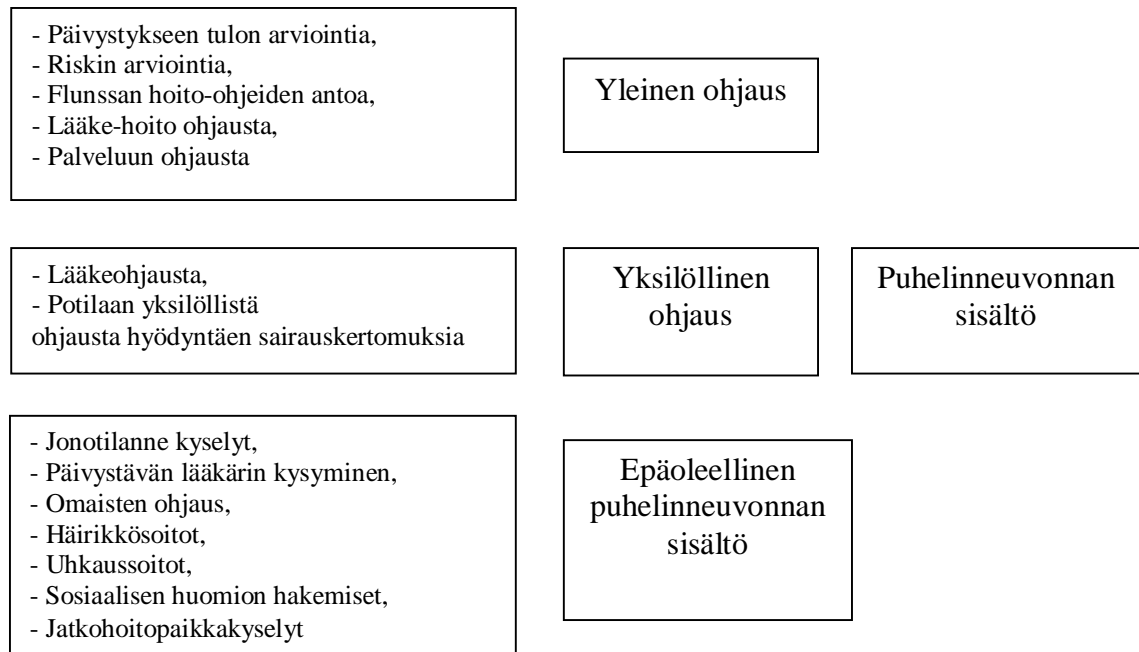 - Päivystykseen tulon arviointia,
- Riskin arviointia,
- Flunssan hoito-ohjeiden antoa,
- Lääke-hoito ohjausta,
- Palveluun ohjausta
Yleinen ohjaus
- Lääkeohjausta,
- Potilaan yksilöllistä
ohjausta hyödyntäen sairauskertomuksia
Yksilöllinen
ohjaus
Puhelinneuvonnan
sisältö
- Jonotilanne kyselyt,
- Päivystävän lääkärin kysyminen,
- Omaisten ohjaus,
- Häirikkösoitot,
- Uhkaussoitot,
- Sosiaalisen huomion hakemiset,
- Jatkohoitopaikkakyselyt
Epäoleellinen
puhelinneuvonnan
sisältö